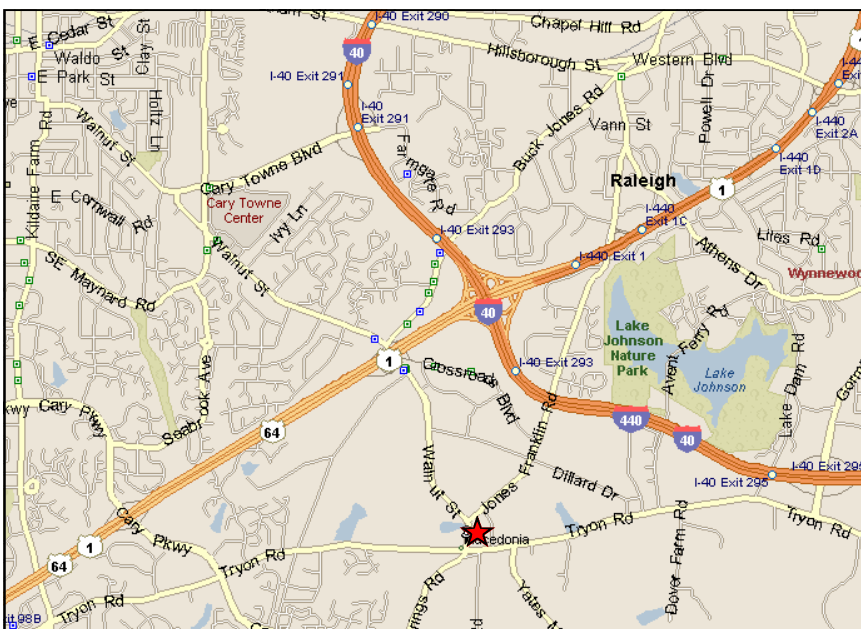 I-40 Exit 290
Chapel Hill Rd
E Cedar St
Waldo St
Clay St
40
Hillsborough St
Western Blvd
1
E Park St
I-40 Exit 291
Holtz Ln
I-40
Exit 291
Buck Jones Rd
Powell Dr
Vann St
I-440
Exit 2A
Walnut St
Kildaire Farm Rd
Farmgate Rd
I-440
Exit 1D
Cary Towne Blvd
Raleigh
1
E Cornwall Rd
Cary Towne
Center
Ivy Ln
I-440
Exit 1C
I-40 Exit 293
Liles Rd
Athens Dr
Walnut St
I-440 Exit 1
SE Maynard Rd
40
Lake
Johnson
Nature
Park
Avent Ferry Rd
Lake
Johnson
Lake Dam Rd
1
Crossroads Blvd
I-40 Exit 293
Seabrook Ave
Cary Pkwy
64
Jones Franklin Rd
440
40
Walnut St
Dillard Dr
I-40 Exit 295
Cary Pkwy
Tryon Rd
Tryon Rd
Macedonia
1
64
Tryon Rd
Dover Farm Rd
Tryon Rd
Exit 98B